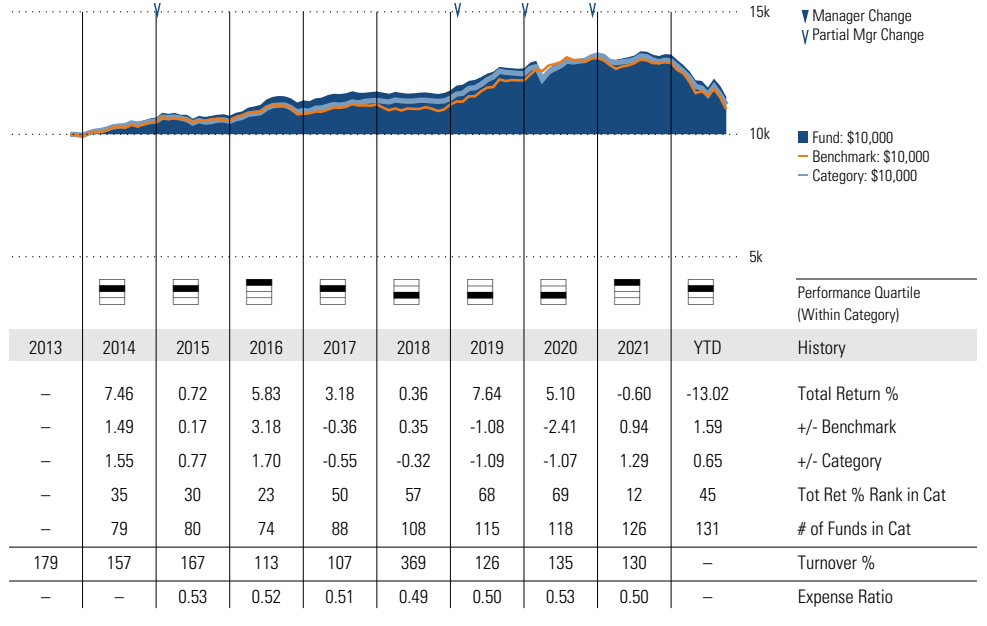 15k
Manager Change
Partial Mgr Change
10k
Fund: $10,000
Benchmark: $10,000
Category: $10,000
5k
Performance Quartile
(Within Category)
2013 2014 2015 2016 2017 2018 2019 2020 2021 YTD History
– 7.46 0.72 5.83 3.18 0.36 7.64 5.10 -0.60 -13.02 Total Return %
– 1.49 0.17 3.18 -0.36 0.35 -1.08 -2.41 0.94 1.59 +/- Benchmark
– 1.55 0.77 1.70 -0.55 -0.32 -1.09 -1.07 1.29 0.65 +/- Category
– 35 30 23 50 57 68 69 12 45 Tot Ret % Rank in Cat
– 79 80 74 88 108 115 118 126 131 # of Funds in Cat
179 157 167 113 107 369 126 135 130 – Turnover %
– – 0.53 0.52 0.51 0.49 0.50 0.53 0.50 – Expense Ratio